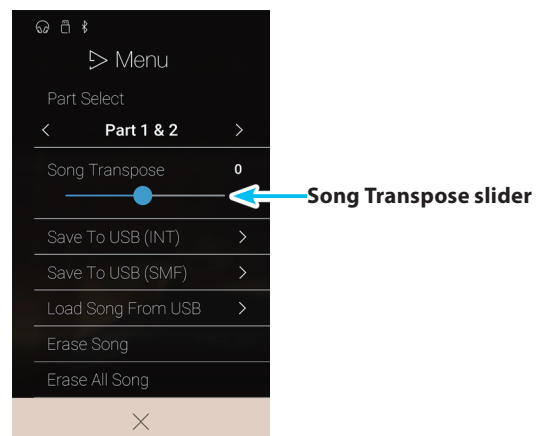 Menu
Part Select
Part 1 & 2
Song Transpose 0
Song Transpose slider
Save To USB (INT)
Save To USB (SMF)
Load Song From USB
Erase Song
Erase All Song